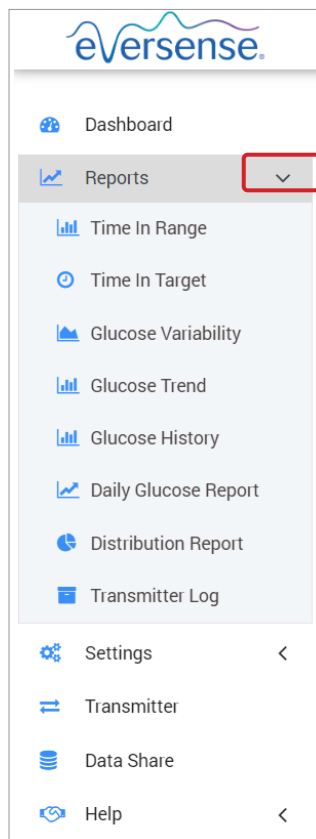 eversense.
Dashboard
Reports
Time In Range
Time In Target
Glucose Variability
Glucose Trend
Glucose History
Daily Glucose Report
Distribution Report
Transmitter Log
Settings
Transmitter
Data Share
Help